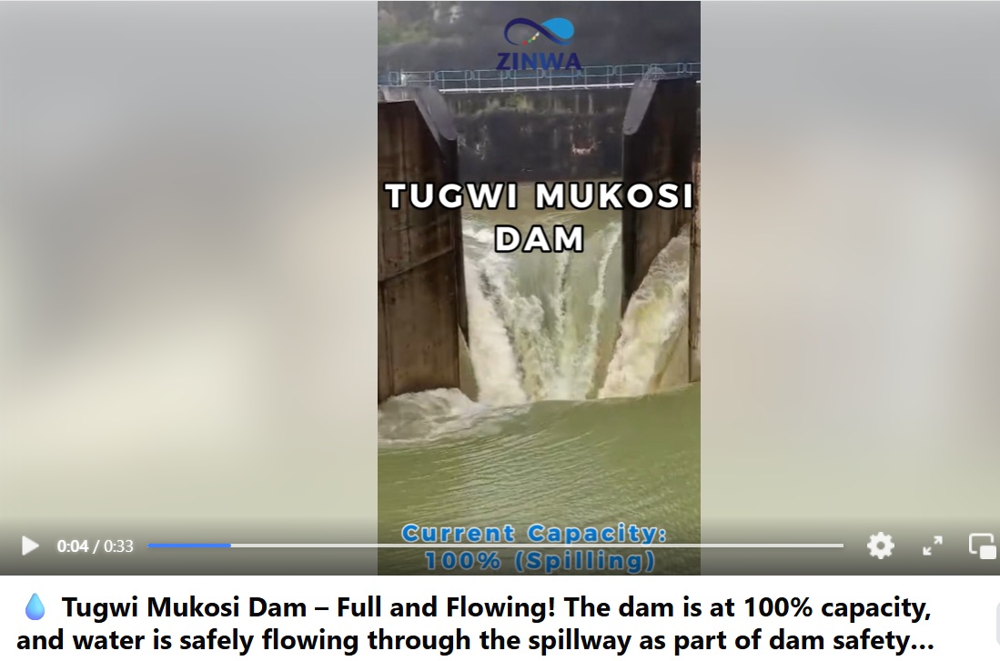 ZINWA
TUGWI MUKOSI
DAM
Current Capacity:
100% (Spilling)
0:04 / 0:33
💧 Tugwi Mukosi Dam – Full and Flowing! The dam is at 100% capacity,
and water is safely flowing through the spillway as part of dam safety...